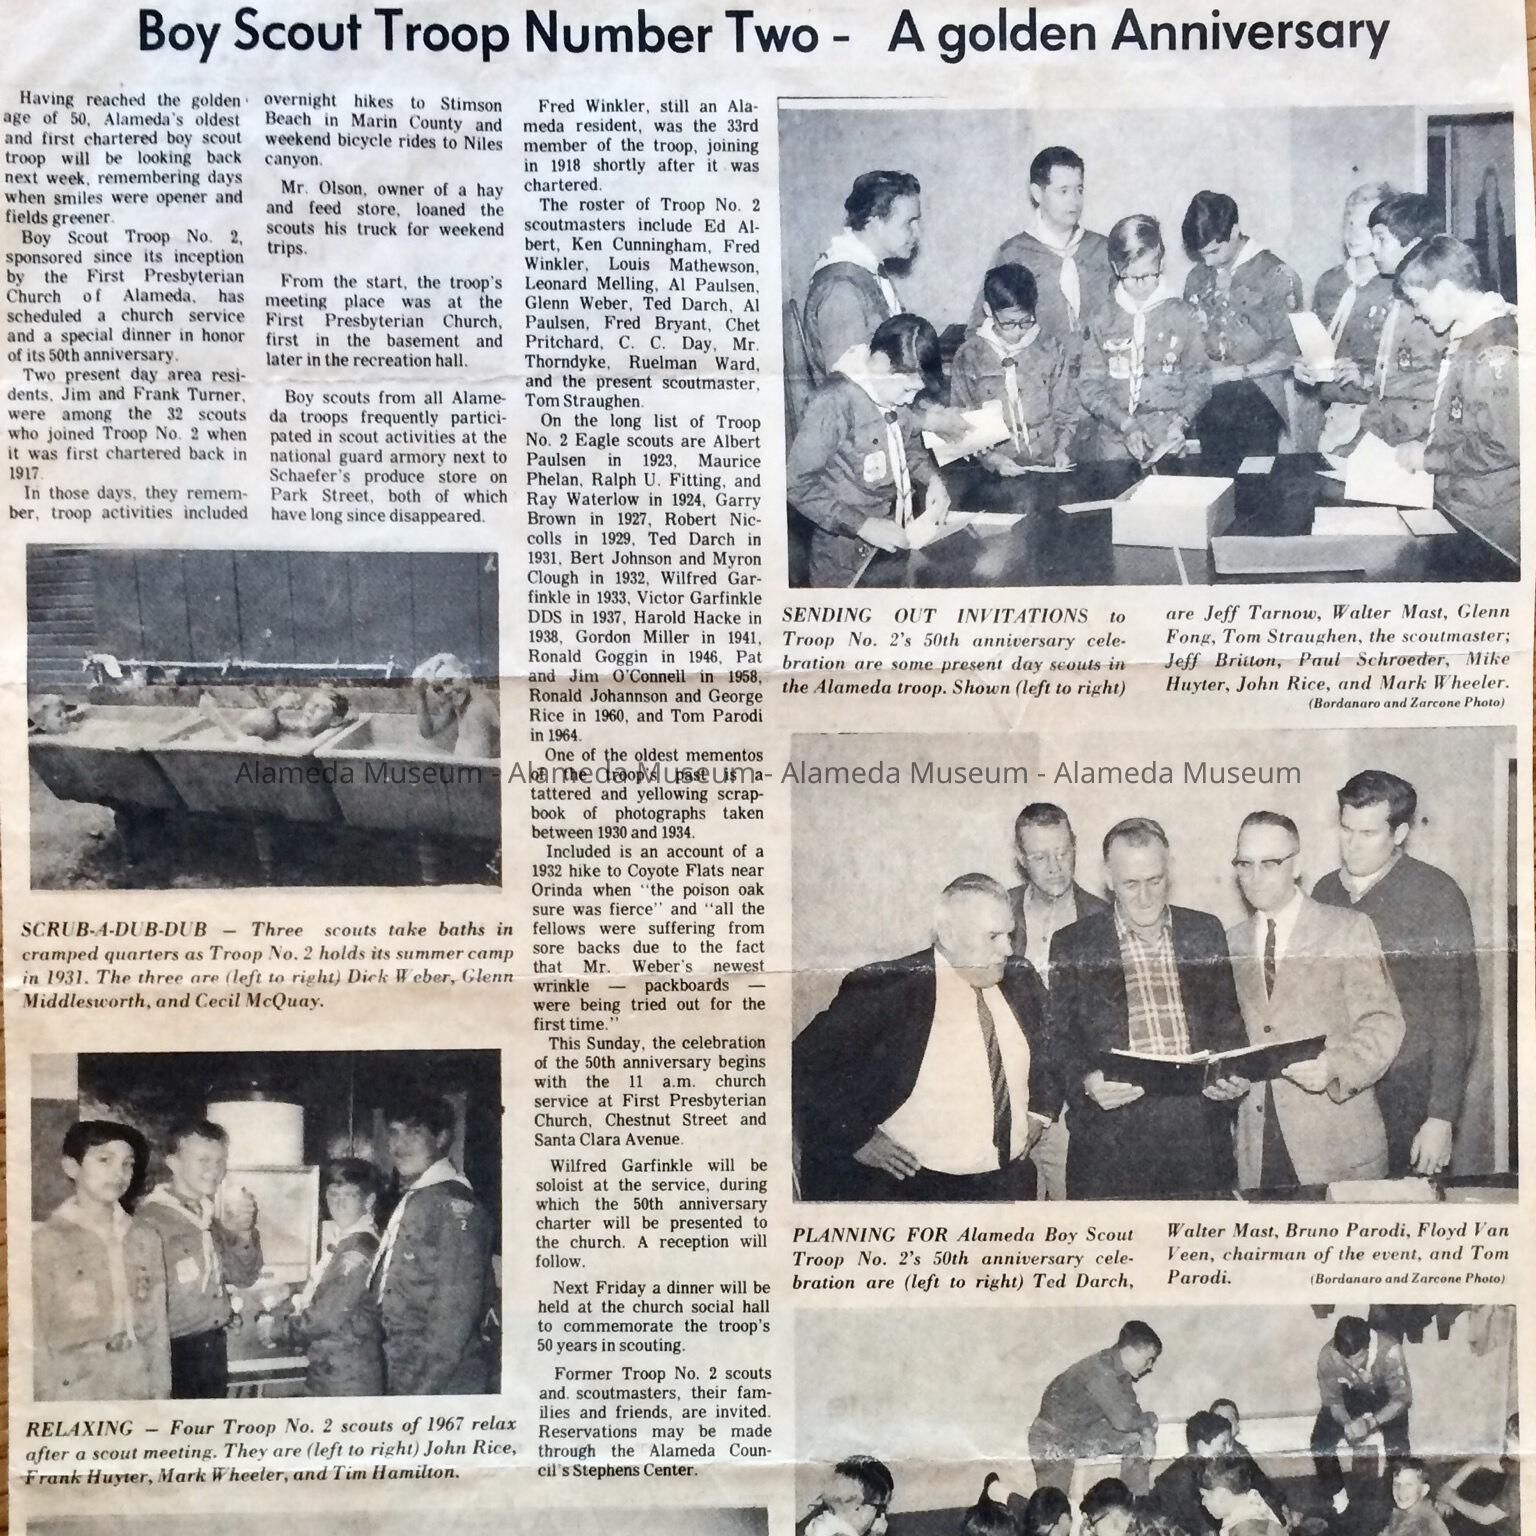 Boy Scout Troop Number Two - A golden Anniversary
Having reached the golden
age of 50, Alameda's oldest
and first chartered boy scout
troop will be looking back
next week, remembering days
when smiles were opener and
fields greener.
Boy Scout Troop No. 2,
sponsored since its inception
by the First Presbyterian
Church of Alameda, has
scheduled a church service
and a special dinner in honor
of its 50th anniversary.
Two present day area resi-
dents, Jim and Frank Turner,
were among the 32 scouts
who joined Troop No. 2 when
it was first chartered back in
1917.
In those days, they remem-
ber, troop activities included
overnight hikes to Stimson
Beach in Marin County and
weekend bicycle rides to Niles
canyon.
Mr. Olson, owner of a hay
and feed store, loaned the
scouts his truck for weekend
trips.
From the start, the troop's
meeting place was at the
First Presbyterian Church,
first in the basement and
later in the recreation hall.
Boy scouts from all Alame-
da troops frequently partici-
pated in scout activities at the
national guard armory next to
Schaefer's produce store on
Park Street, both of which
have long since disappeared.
Fred Winkler, still an Ala-
meda resident, was the 33rd
member of the troop, joining
in 1918 shortly after it was
chartered.
The roster of Troop No. 2
scoutmasters include Ed Al-
bert, Ken Cunningham, Fred
Winkler, Louis Mathewson,
Leonard Melling, Al Paulsen,
Glenn Weber, Ted Darch, Al
Paulsen, Fred Bryant, Chet
Pritchard, C. C. Day, Mr.
Thorndyke, Ruelman Ward,
and the present scoutmaster,
Tom Straughen.
On the long list of Troop
No. 2 Eagle scouts are Albert
Paulsen in 1923, Maurice
Phelan, Ralph U. Fitting, and
Ray Waterlow in 1924, Garry
Brown in 1927, Robert Nic-
colls in 1929, Ted Darch in
1931, Bert Johnson and Myron
Clough in 1932, Wilfred Gar-
finkle in 1933, Victor Garfinkle
DDS in 1937, Harold Hacke in
1938, Gordon Miller in 1941,
Ronald Goggin in 1946, Pat
and Jim O'Connell in 1958,
Ronald Johannson and George
Rice in 1960, and Tom Parodi
in 1964.
One of the oldest mementos
of the troop's past is a
tattered and yellowing scrap-
book of photographs taken
between 1930 and 1934.
Included is an account of a
1932 hike to Coyote Flats near
Orinda when "the poison oak
sure was fierce" and "all the
fellows were suffering from
sore backs due to the fact
that Mr. Weber's newest
wrinkle — packboards —
were being tried out for the
first time."
This Sunday, the celebration
of the 50th anniversary begins
with the 11 a.m. church
service at First Presbyterian
Church, Chestnut Street and
Santa Clara Avenue.
Wilfred Garfinkle will be
soloist at the service, during
which the 50th anniversary
charter will be presented to
the church. A reception will
follow.
Next Friday a dinner will be
held at the church social hall
to commemorate the troop's
50 years in scouting.
Former Troop No. 2 scouts
and. scoutmasters, their fam-
ilies and friends, are invited.
Reservations may be made
through the Alameda Coun-
cil's Stephens Center.
SCRUB-A-DUB-DUB — Three scouts take baths in
cramped quarters as Troop No. 2 holds its summer camp
in 1931. The three are (left to right) Dick Weber, Glenn
Middlesworth, and Cecil McQuay.
RELAXING — Four Troop No. 2 scouts of 1967 relax
after a scout meeting. They are (left to right) John Rice,
Frank Huyter, Mark Wheeler, and Tim Hamilton.
SENDING OUT INVITATIONS to
Troop No. 2's 50th anniversary cele-
bration are some present day scouts in
the Alameda troop. Shown (left to right)
are Jeff Tarnow, Walter Mast, Glenn
Fong, Tom Straughen, the scoutmaster;
Jeff Britton, Paul Schroeder, Mike
Huyter, John Rice, and Mark Wheeler.
(Bordanaro and Zarcone Photo)
PLANNING FOR Alameda Boy Scout
Troop No. 2's 50th anniversary cele-
bration are (left to right) Ted Darch,
Walter Mast, Bruno Parodi, Floyd Van
Veen, chairman of the event, and Tom
Parodi.
(Bordanaro and Zarcone Photo)
Alameda Museum - Alameda Museum - Alameda Museum - Alameda Museum
2